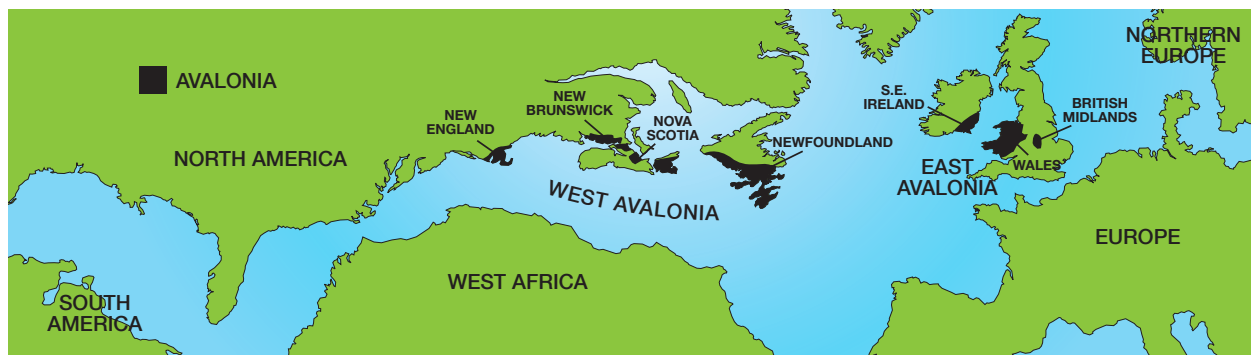 AVALONIA
NORTH AMERICA
NEW
ENGLAND
NEW
BRUNSWICK
NOVA
SCOTIA
NEWFOUNDLAND
WEST AVALONIA
S.E.
IRELAND
EAST
AVALONIA
WALES
BRITISH
MIDLANDS
NORTHERN
EUROPE
EUROPE
WEST AFRICA
SOUTH
AMERICA